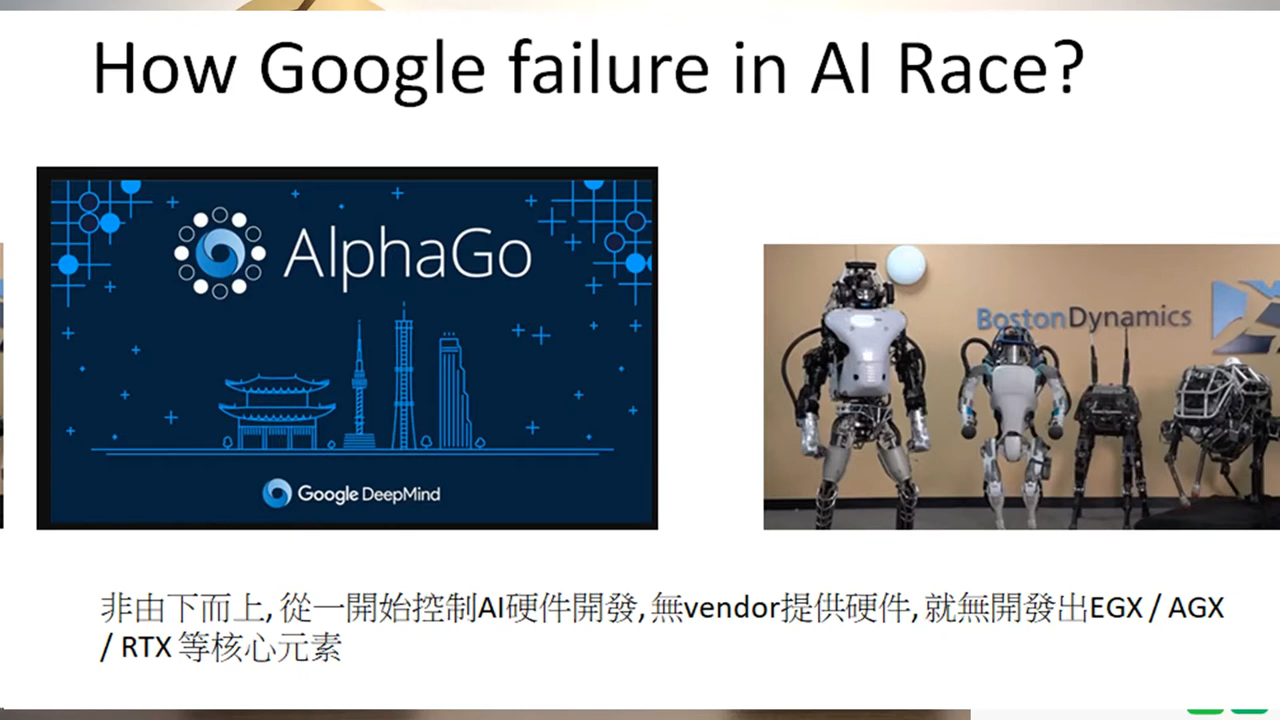 How Google failure in AI Race?
AlphaGo
Google DeepMind
BostonDynamics
非由下而上, 從一開始控制AI硬件開發, 無vendor提供硬件, 就無開發出EGX / AGX
/ RTX 等核心元素